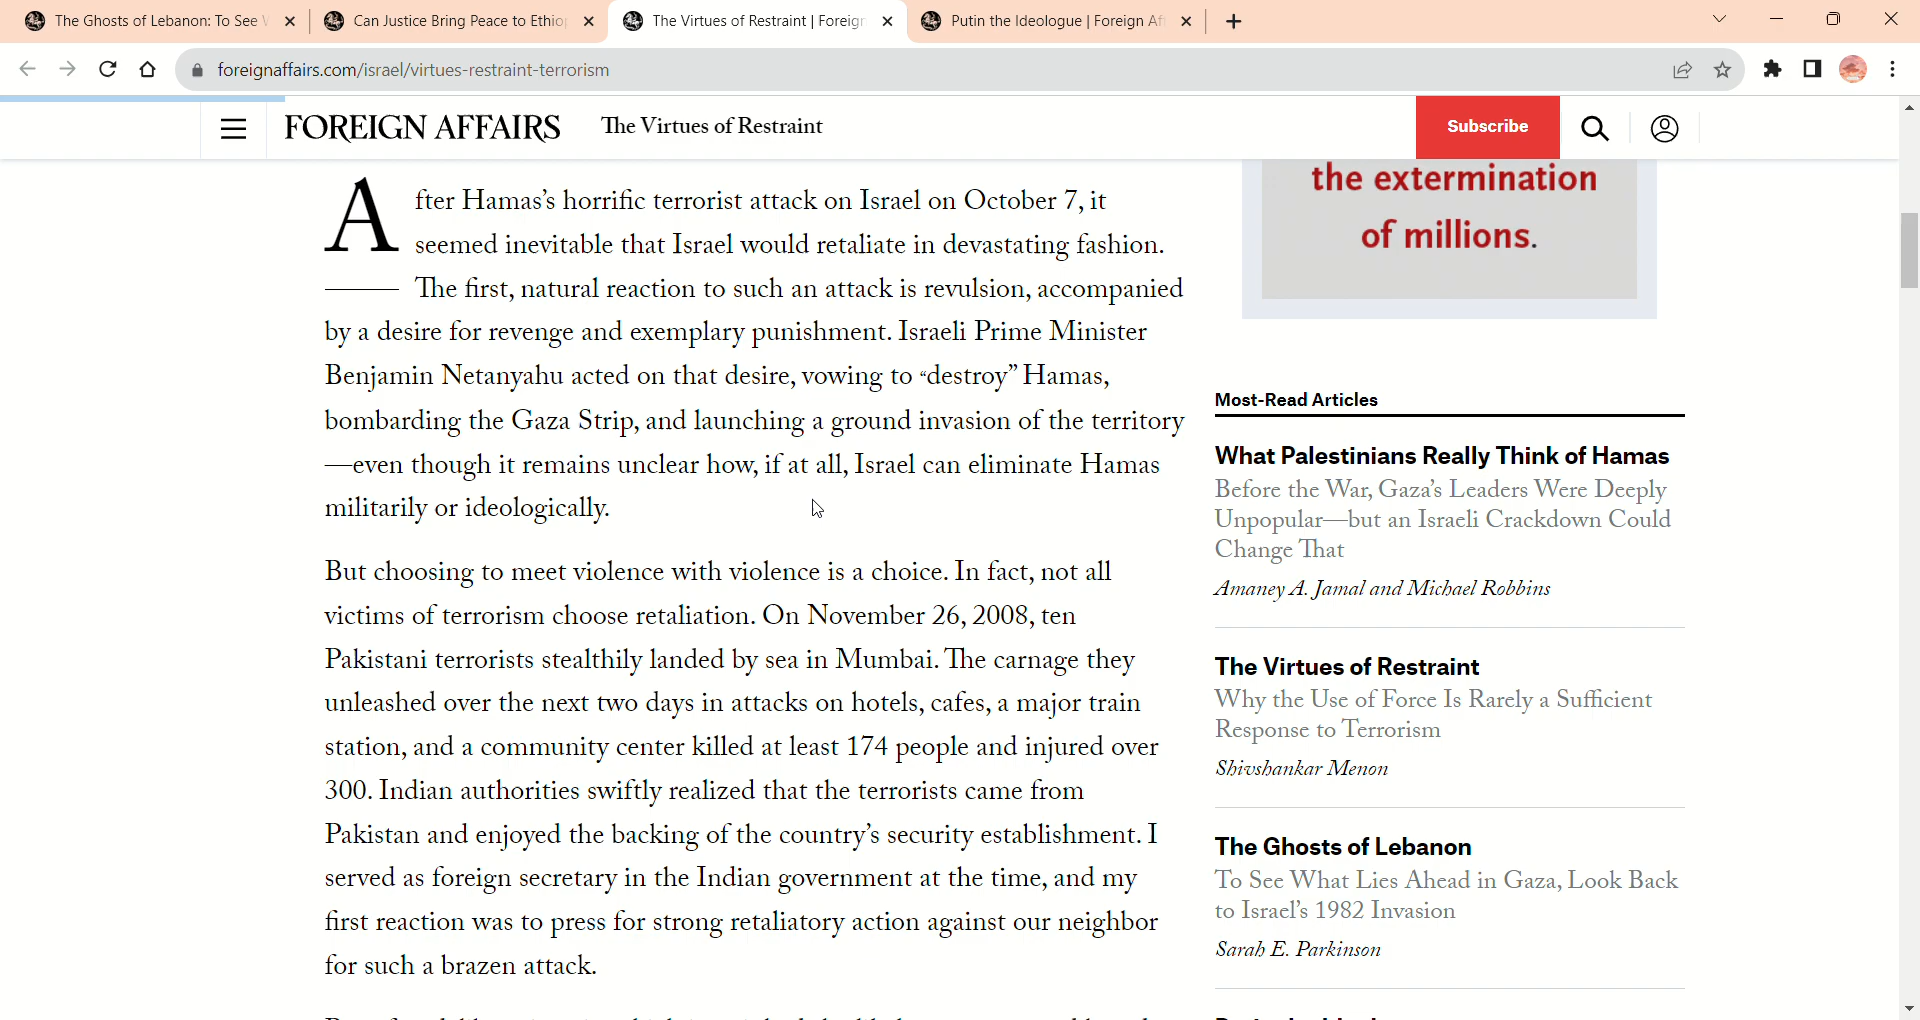 The Ghosts of Lebanon: To See
Can Justice Bring Peace to Ethio
The Virtues of Restraint | Foreign
Putin the Ideologue | Foreign Af
foreignaffairs.com/israel/virtues-restraint-terrorism
FOREIGN AFFAIRS
The Virtues of Restraint
Subscribe
After Hamas’s horrific terrorist attack on Israel on October 7, it
seemed inevitable that Israel would retaliate in devastating fashion.
The first, natural reaction to such an attack is revulsion, accompanied
by a desire for revenge and exemplary punishment. Israeli Prime Minister
Benjamin Netanyahu acted on that desire, vowing to “destroy” Hamas,
bombarding the Gaza Strip, and launching a ground invasion of the territory
—even though it remains unclear how, if at all, Israel can eliminate Hamas
militarily or ideologically.
But choosing to meet violence with violence is a choice. In fact, not all
victims of terrorism choose retaliation. On November 26, 2008, ten
Pakistani terrorists stealthily landed by sea in Mumbai. The carnage they
unleashed over the next two days in attacks on hotels, cafes, a major train
station, and a community center killed at least 174 people and injured over
300. Indian authorities swiftly realized that the terrorists came from
Pakistan and enjoyed the backing of the country’s security establishment. I
served as foreign secretary in the Indian government at the time, and my
first reaction was to press for strong retaliatory action against our neighbor
for such a brazen attack.
the extermination
of millions.
Most-Read Articles
What Palestinians Really Think of Hamas
Before the War, Gaza’s Leaders Were Deeply
Unpopular—but an Israeli Crackdown Could
Change That
Amaney A. Jamal and Michael Robbins
The Virtues of Restraint
Why the Use of Force Is Rarely a Sufficient
Response to Terrorism
Shivshankar Menon
The Ghosts of Lebanon
To See What Lies Ahead in Gaza, Look Back
to Israel’s 1982 Invasion
Sarah E. Parkinson